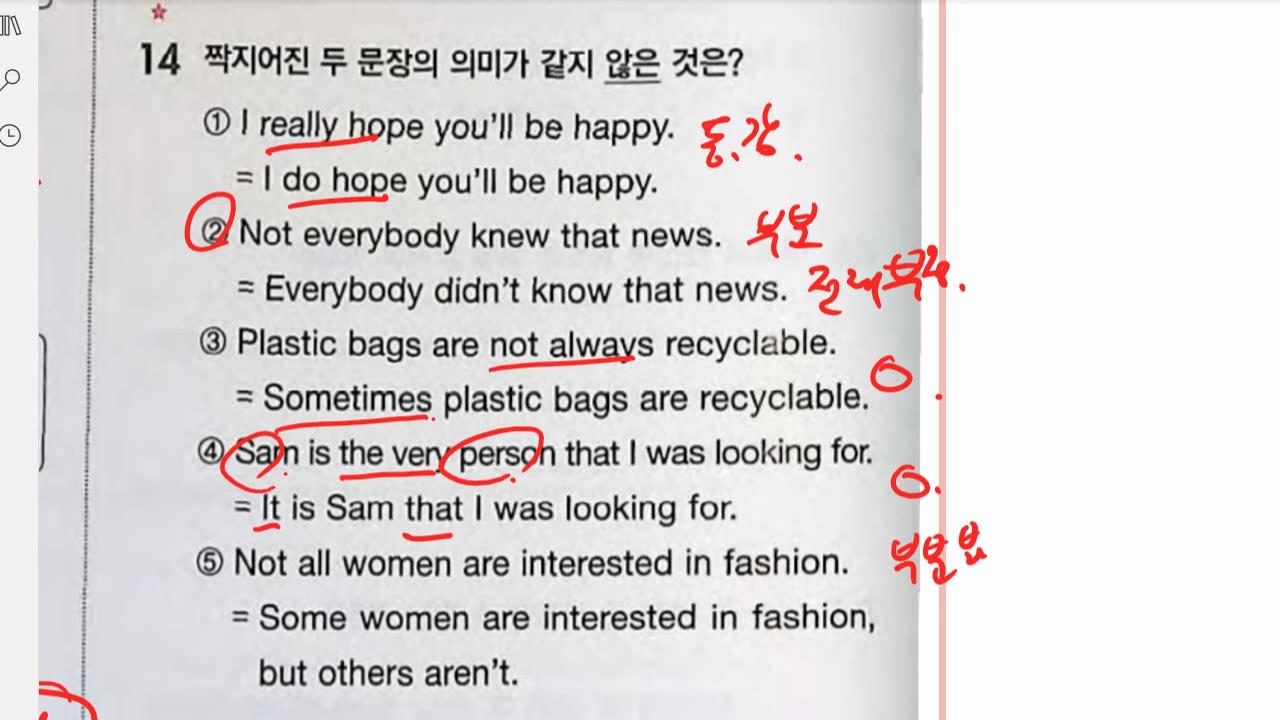 14 짝지어진 두 문장의 의미가 같지 않은 것은?
① I really hope you'll be happy. 동.강.
= I do hope you'll be happy.
② Not everybody knew that news. 부보
= Everybody didn't know that news.
③ Plastic bags are not always recyclable.
= Sometimes plastic bags are recyclable.
④ Sam is the very person that I was looking for.
= It is Sam that I was looking for.
⑤ Not all women are interested in fashion.
= Some women are interested in fashion,
but others aren't.